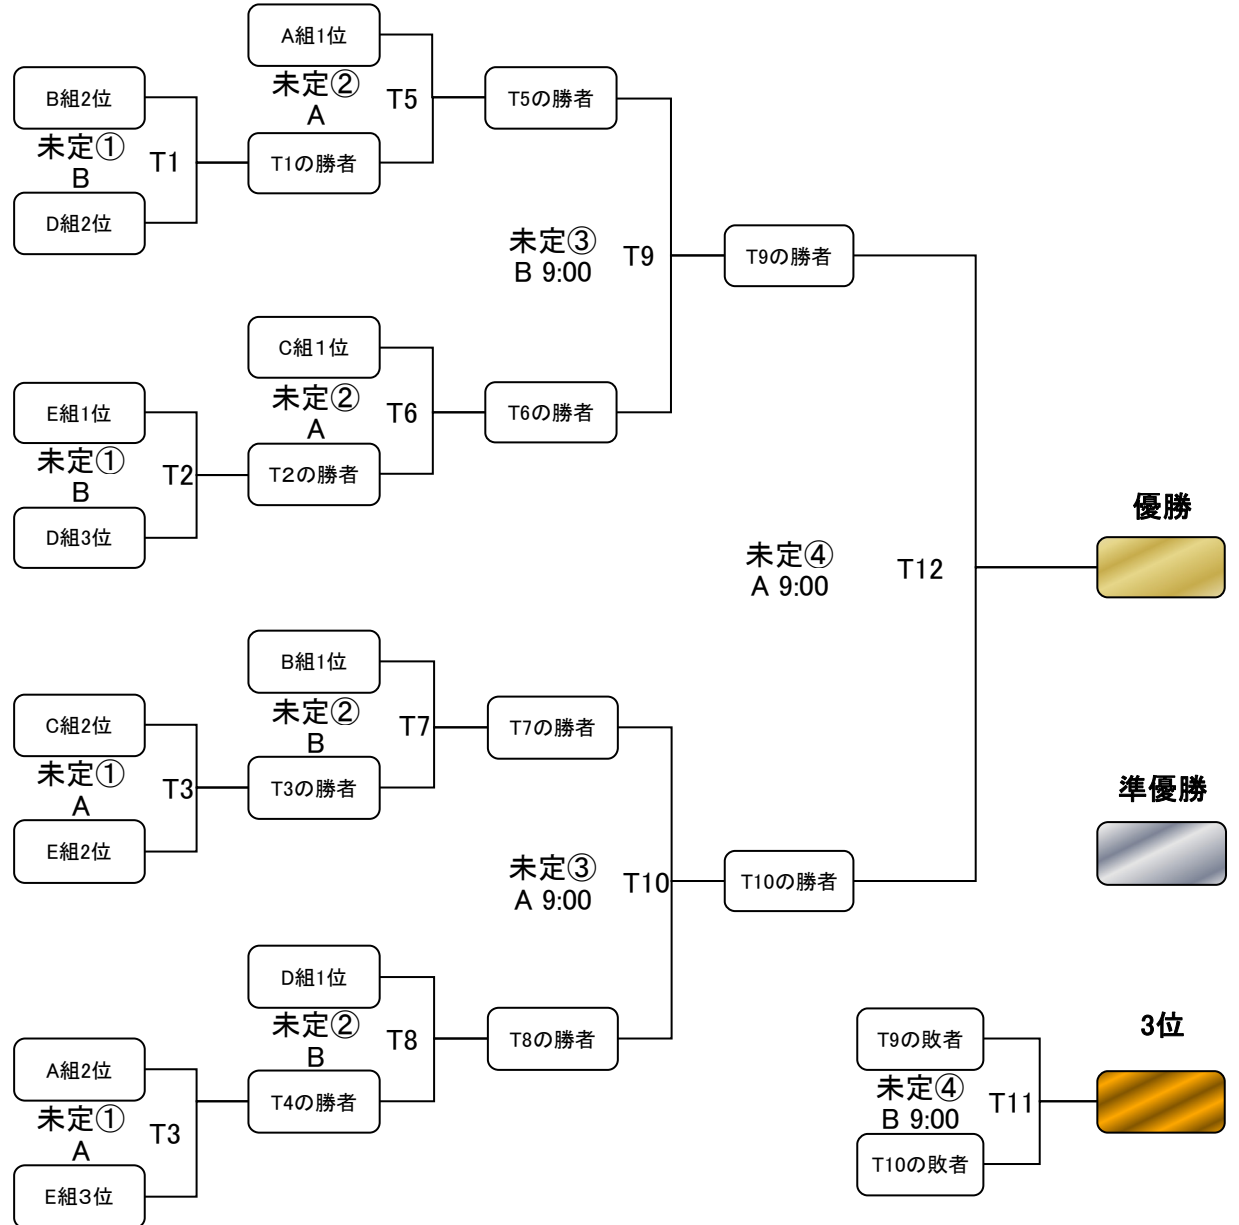 A組1位
未定②
A
T5
T5の勝者
B組2位
未定①
B
T1
T1の勝者
D組2位
未定③
B 9:00
T9
T9の勝者
C組１位
未定②
A
T6
T6の勝者
E組1位
未定①
B
T2
T２の勝者
D組3位
優勝
未定④
A 9:00
T12
B組1位
未定②
B
T7
T７の勝者
C組2位
未定①
A
T3
T3の勝者
E組2位
準優勝
未定③
A 9:00
T10
T10の勝者
D組1位
未定②
B
T8
T8の勝者
A組2位
未定①
A
T3
T4の勝者
E組３位
3位
T9の敗者
未定④
B 9:00
T11
T10の敗者